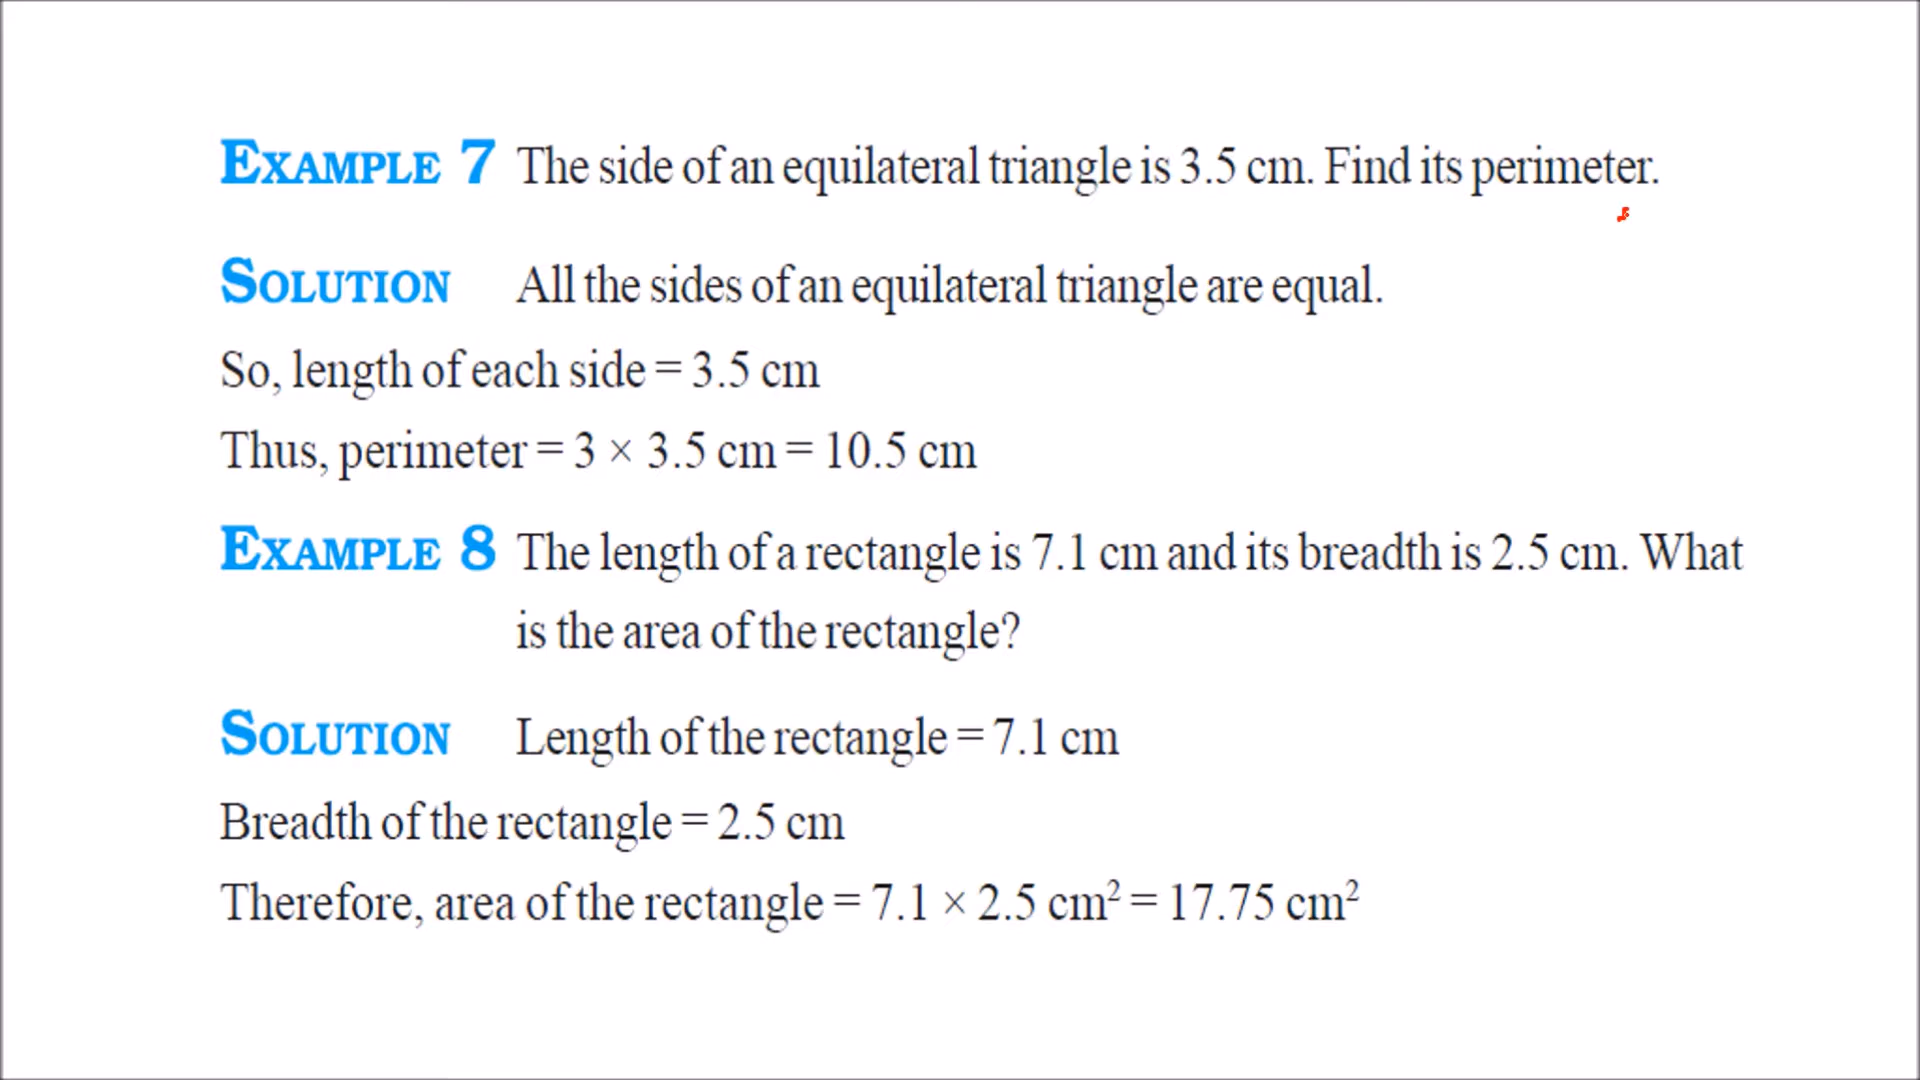 EXAMPLE 7 The side of an equilateral triangle is 3.5 cm. Find its perimeter.
SOLUTION All the sides of an equilateral triangle are equal.
So, length of each side = 3.5 cm
Thus, perimeter = 3 × 3.5 cm = 10.5 cm
EXAMPLE 8 The length of a rectangle is 7.1 cm and its breadth is 2.5 cm. What
is the area of the rectangle?
SOLUTION Length of the rectangle = 7.1 cm
Breadth of the rectangle = 2.5 cm
Therefore, area of the rectangle = 7.1 × 2.5 cm² = 17.75 cm²